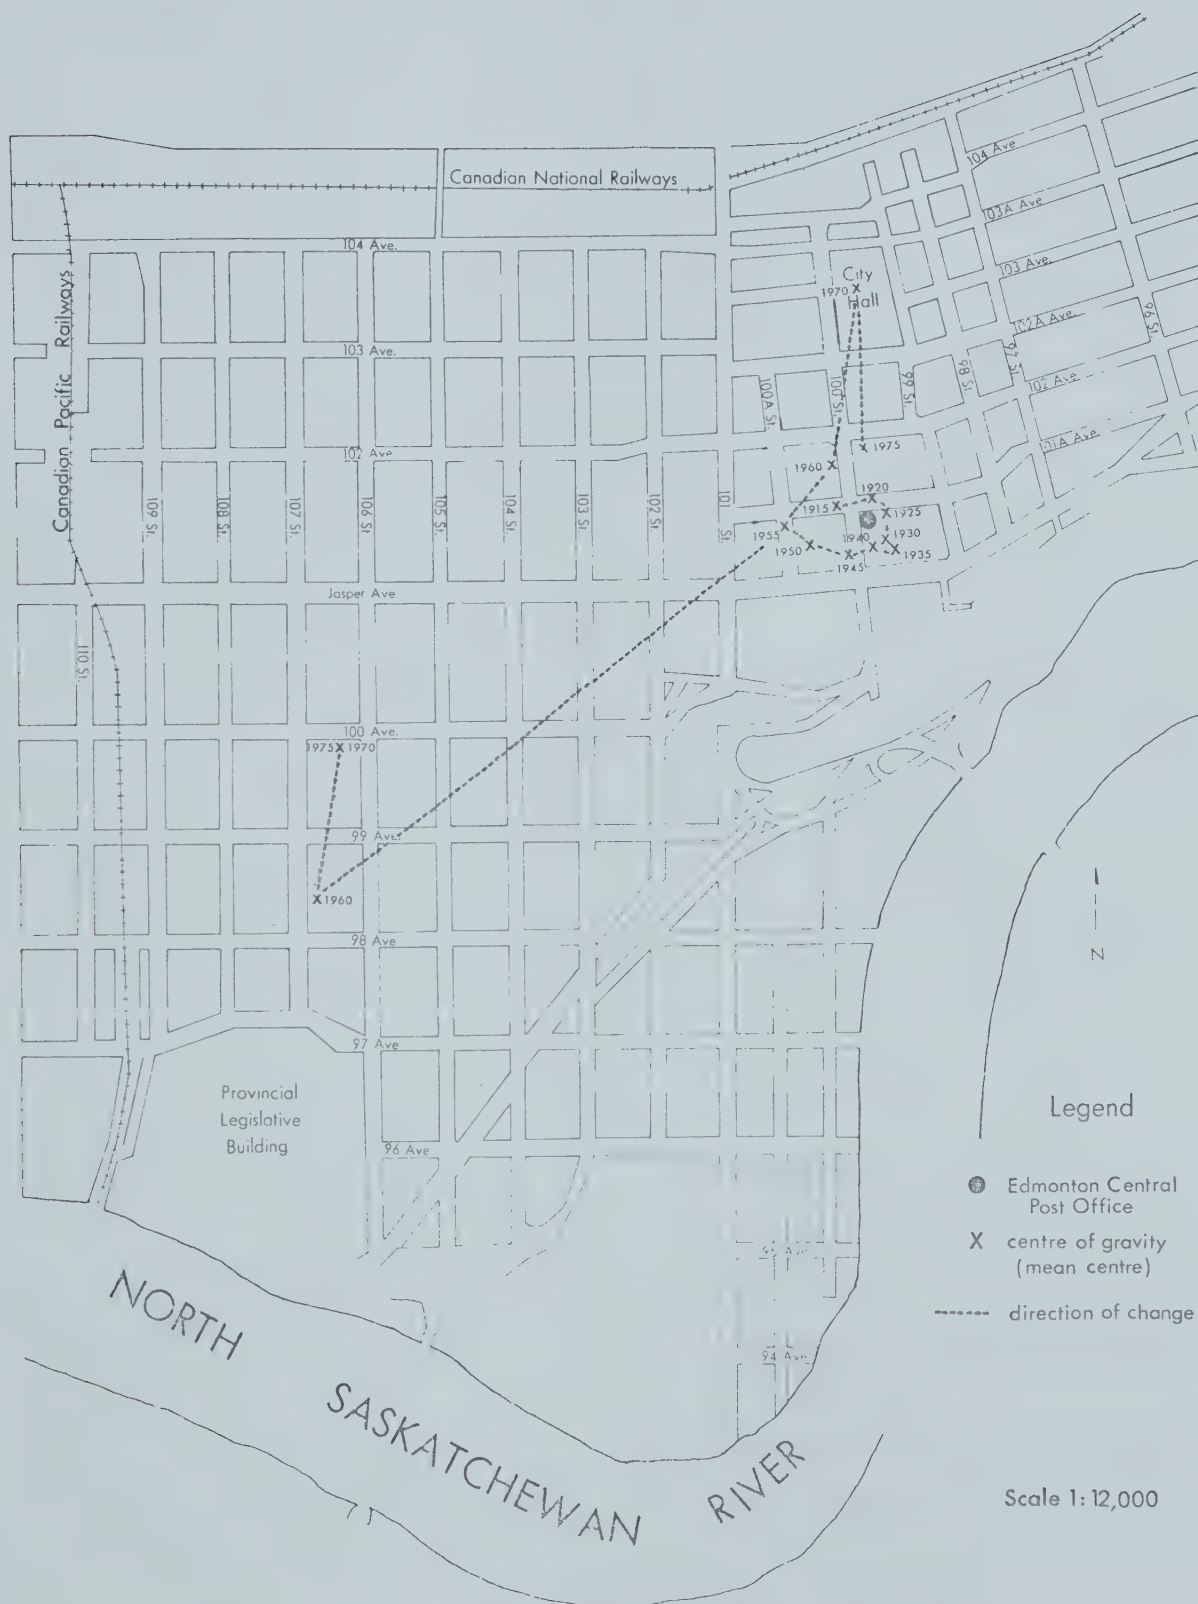 Canadian National Railways
104 Ave
103A Ave
104 Ave.
103 Ave.
City
1970
Hall
Canadian Pacific Railways
102A Ave.
96 St.
103 Ave.
97 St.
98 St.
99 St.
100 St.
100A St.
102 Ave
101A Ave
102 Ave
1975
1960
1920
1915
1925
109 St.
108 St.
107 St.
106 St.
105 St.
104 St.
103 St.
102 St.
101 St.
1955
1940
1930
1950
1935
1945
Jasper Ave
110 St.
100 Ave.
1975 X 1970
99 Ave.
X 1960
98 Ave
N
97 Ave
Provincial
Legislative
Building
96 Ave
Legend
Edmonton Central
Post Office
X centre of gravity
(mean centre)
direction of change
95 Ave
94 Ave
NORTH SASKATCHEWAN RIVER
Scale 1: 12,000